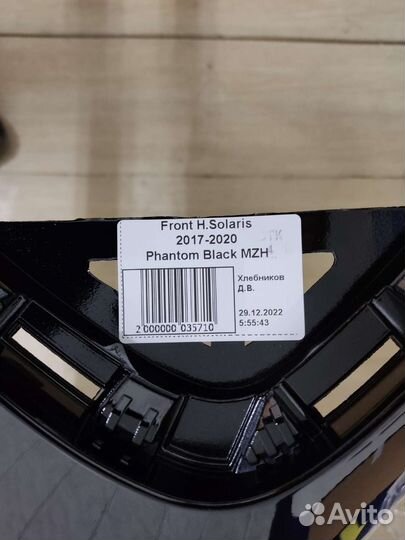 Front H.Solaris
2017-2020
Phantom Black MZH
Хлебников
Д.В.
29.12.2022
5:55:43
2 000000 035710
Avito